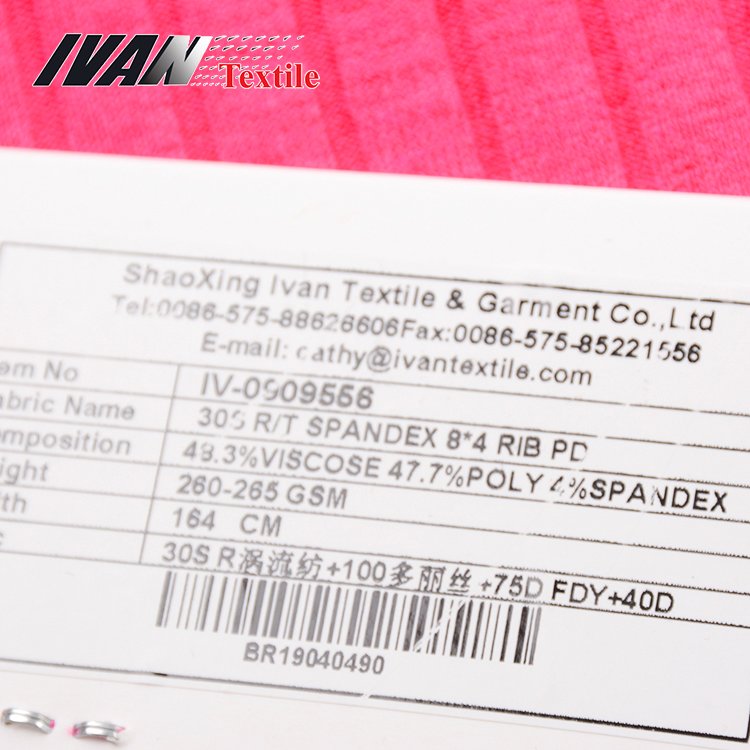 IVAN Textile
ShaoXing Ivan Textile & Garment Co.,Ltd
Tel:0086-575-88626606Fax:0086-575-85221556
E-mail: cathy@ivantextile.com
em No IV-0909556
abric Name 30S R/T SPANDEX 8*4 RIB PD
omposition 48.3%VISCOSE 47.7%POLY 4%SPANDEX
ight 260-265 GSM
dth 164 CM
c 30S R涡流纺+100多丽丝+75D FDY+40D
BR19040490